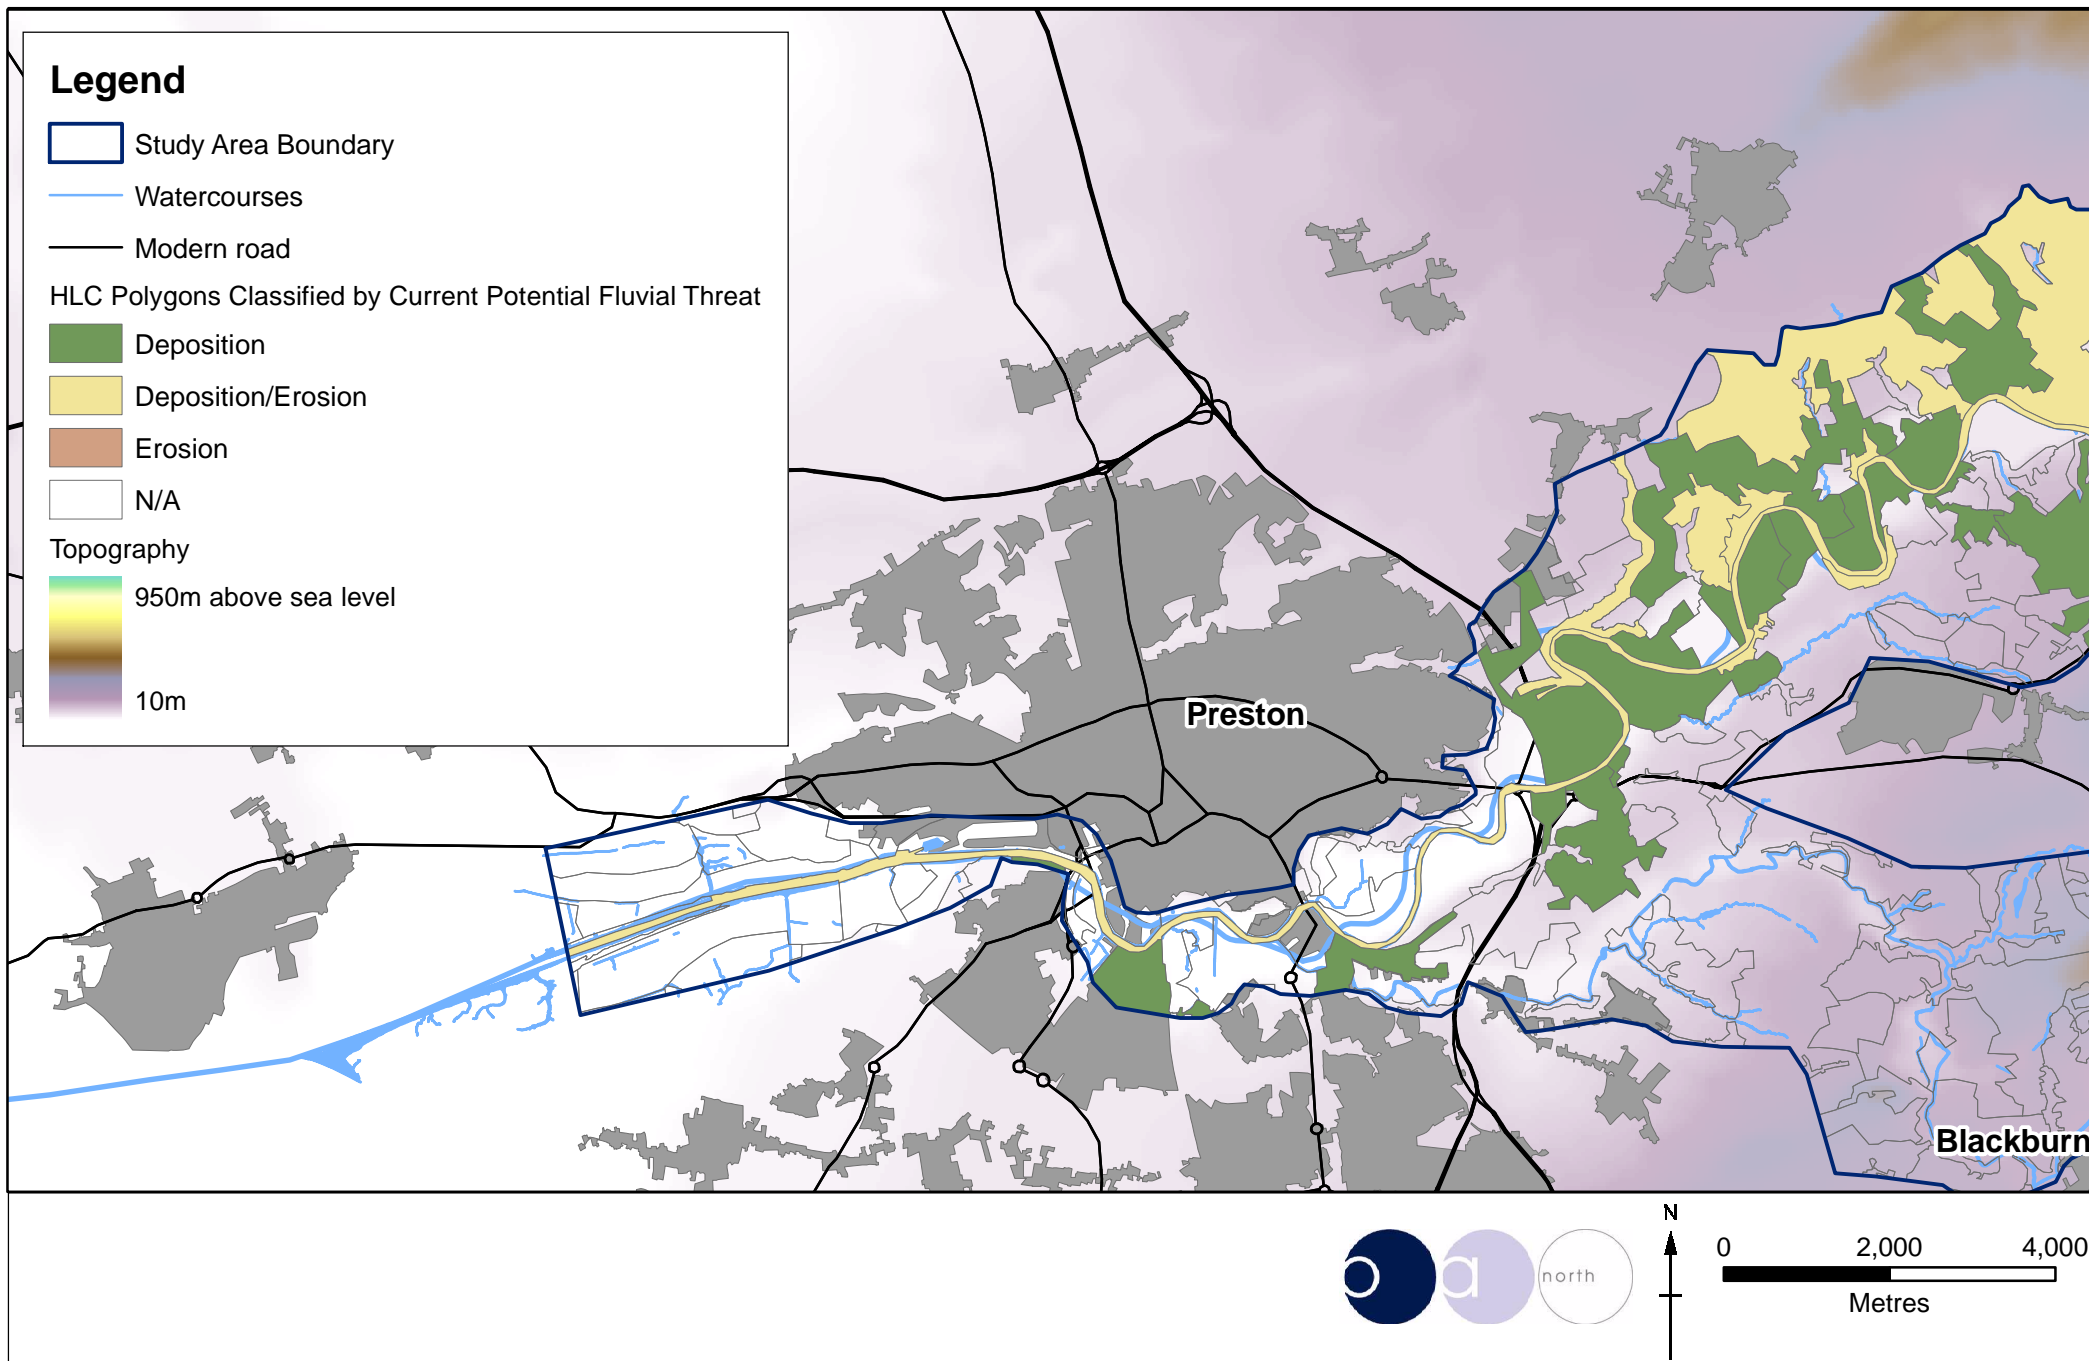 Legend
Study Area Boundary
Watercourses
Modern road
HLC Polygons Classified by Current Potential Fluvial Threat
Deposition
Deposition/Erosion
Erosion
N/A
Topography
950m above sea level
10m
Preston
Blackburn
oa north
N
0 2,000 4,000
Metres